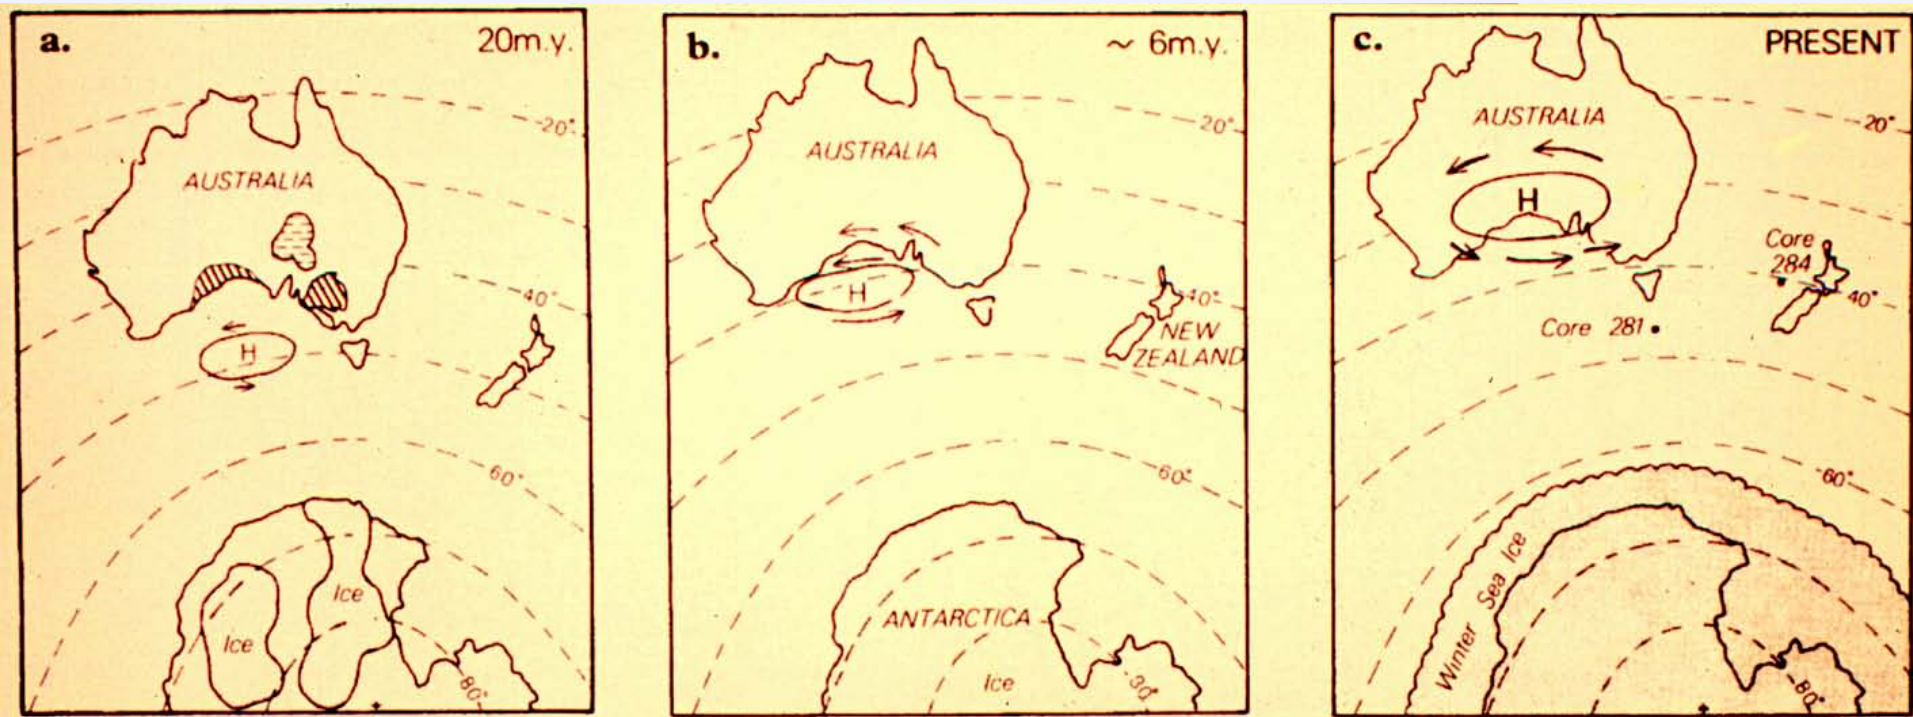 a.
20m.y.
20°
AUSTRALIA
40°
H
60°
Ice
Ice
80°
b.
~ 6m.y.
20°
AUSTRALIA
H
40°
NEW
ZEALAND
60°
ANTARCTICA
Ice
80°
c.
PRESENT
AUSTRALIA
20°
H
Core
284
40°
Core 281
60°
Winter Sea Ice
80°